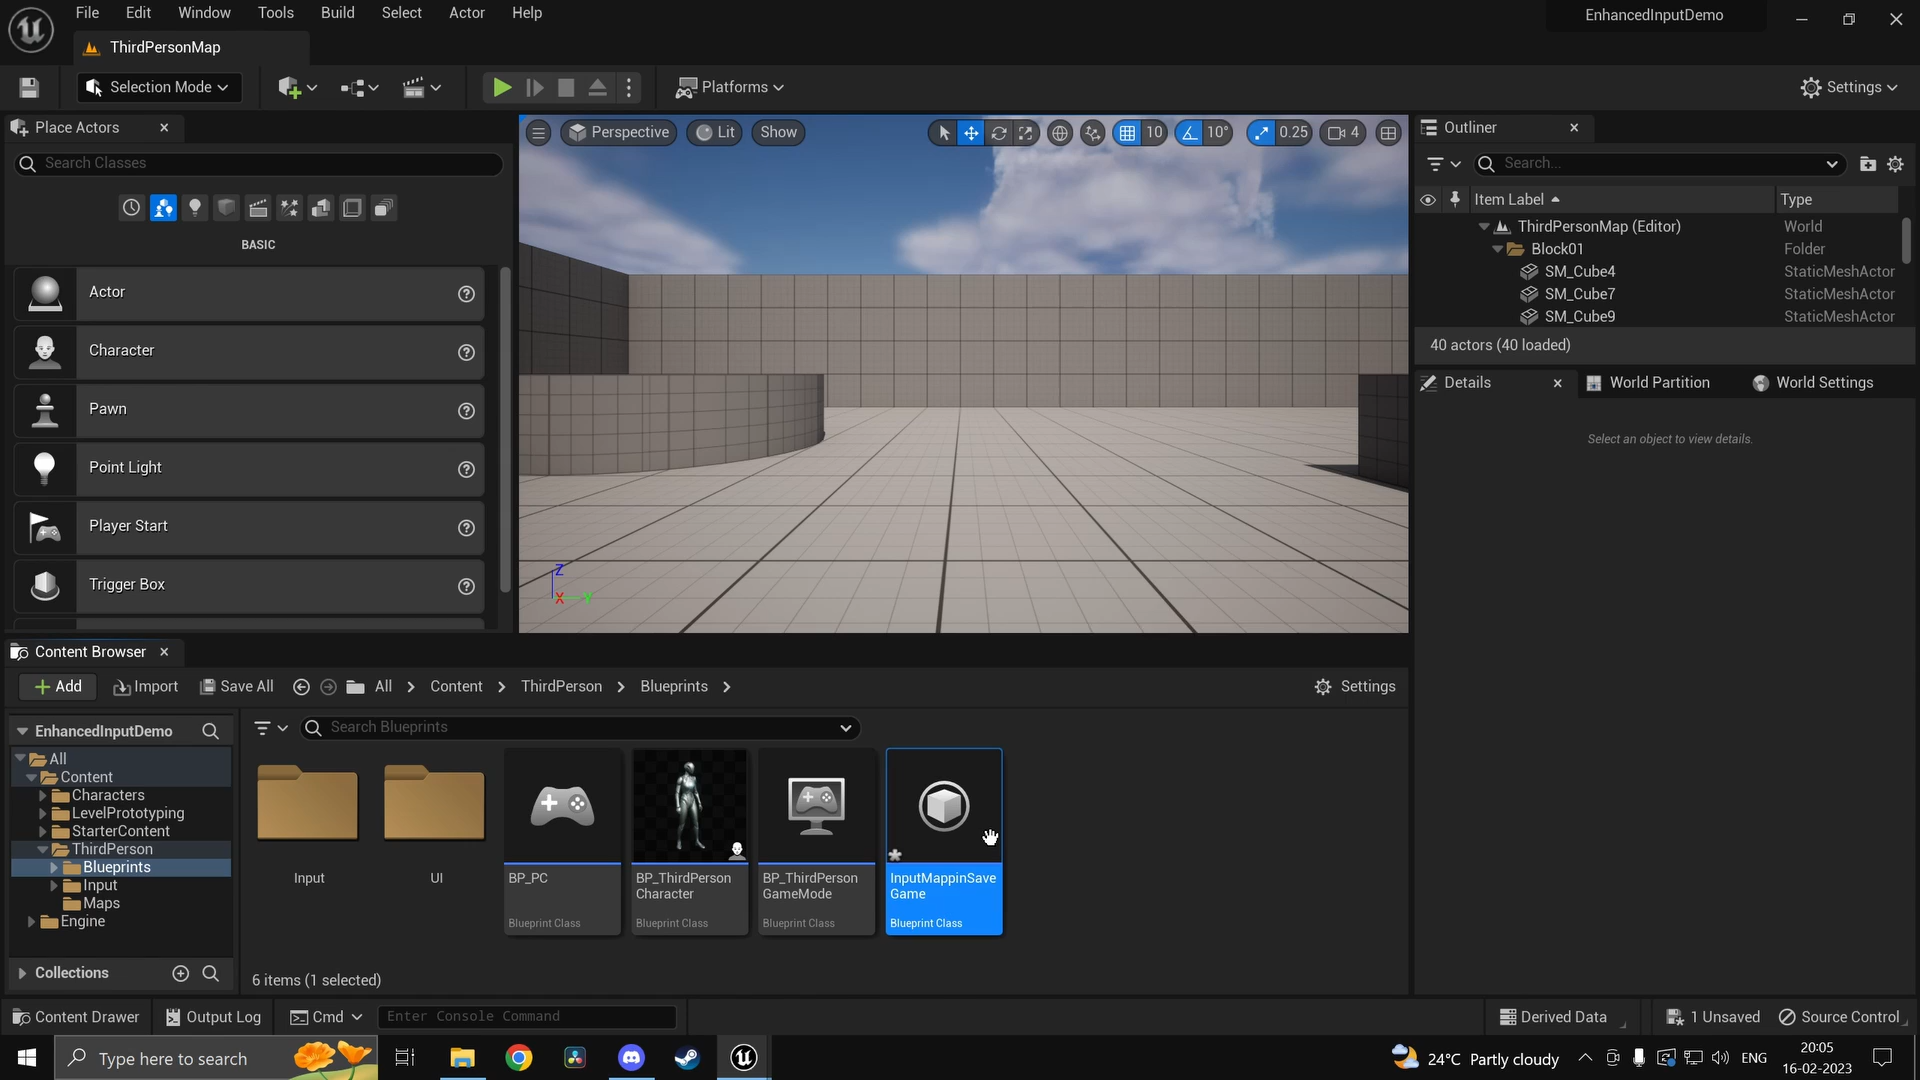 File Edit Window Tools Build Select Actor Help
EnhancedInputDemo
ThirdPersonMap
Selection Mode
Platforms
Settings
Place Actors
Search Classes
BASIC
Actor
Character
Pawn
Point Light
Player Start
Trigger Box
Perspective Lit Show
10 10° 0.25 4
Z
X Y
Outliner
Search...
Item Label Type
ThirdPersonMap (Editor) World
Block01 Folder
SM_Cube4 StaticMeshActor
SM_Cube7 StaticMeshActor
SM_Cube9 StaticMeshActor
40 actors (40 loaded)
Details World Partition World Settings
Select an object to view details.
Content Browser
Add Import Save All All Content ThirdPerson Blueprints Settings
EnhancedInputDemo
All
Content
Characters
LevelPrototyping
StarterContent
ThirdPerson
Blueprints
Input
Maps
Engine
Collections
Search Blueprints
Input
UI
BP_PC
Blueprint Class
BP_ThirdPerson
Character
Blueprint Class
BP_ThirdPerson
GameMode
Blueprint Class
InputMappinSave
Game
Blueprint Class
6 items (1 selected)
Content Drawer Output Log Cmd Enter Console Command Derived Data 1 Unsaved Source Control
Type here to search
24°C Partly cloudy
ENG
20:05
16-02-2023